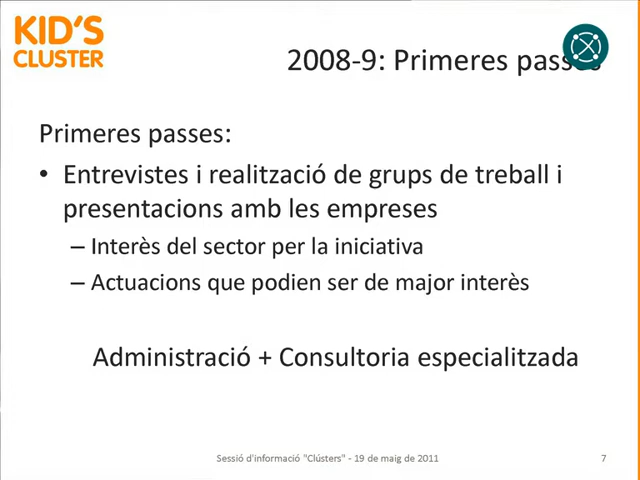 KID'S
CLUSTER
2008-9: Primeres passes
Primeres passes:
• Entrevistes i realització de grups de treball i
presentacions amb les empreses
– Interès del sector per la iniciativa
– Actuacions que podien ser de major interès
Administració + Consultoria especialitzada
Sessió d'informació "Clústers" - 19 de maig de 2011
7